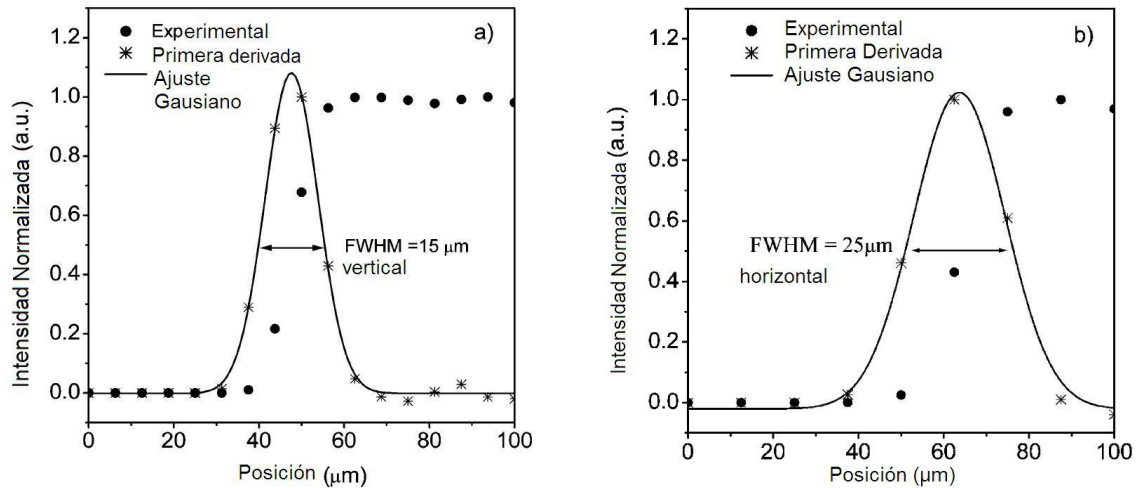 a)
Experimental
Primera derivada
Ajuste
Gausiano
FWHM =15 μm
vertical
Intensidad Normalizada (a.u.)
1.2
1.0
0.8
0.6
0.4
0.2
0.0
0 20 40 60 80 100
Posición (μm)
b)
Experimental
Primera Derivada
Ajuste Gausiano
FWHM = 25μm
horizontal
Intensidad Normalizada (a.u.)
1.2
1.0
0.8
0.6
0.4
0.2
0.0
0 20 40 60 80 100
Posición (µm)